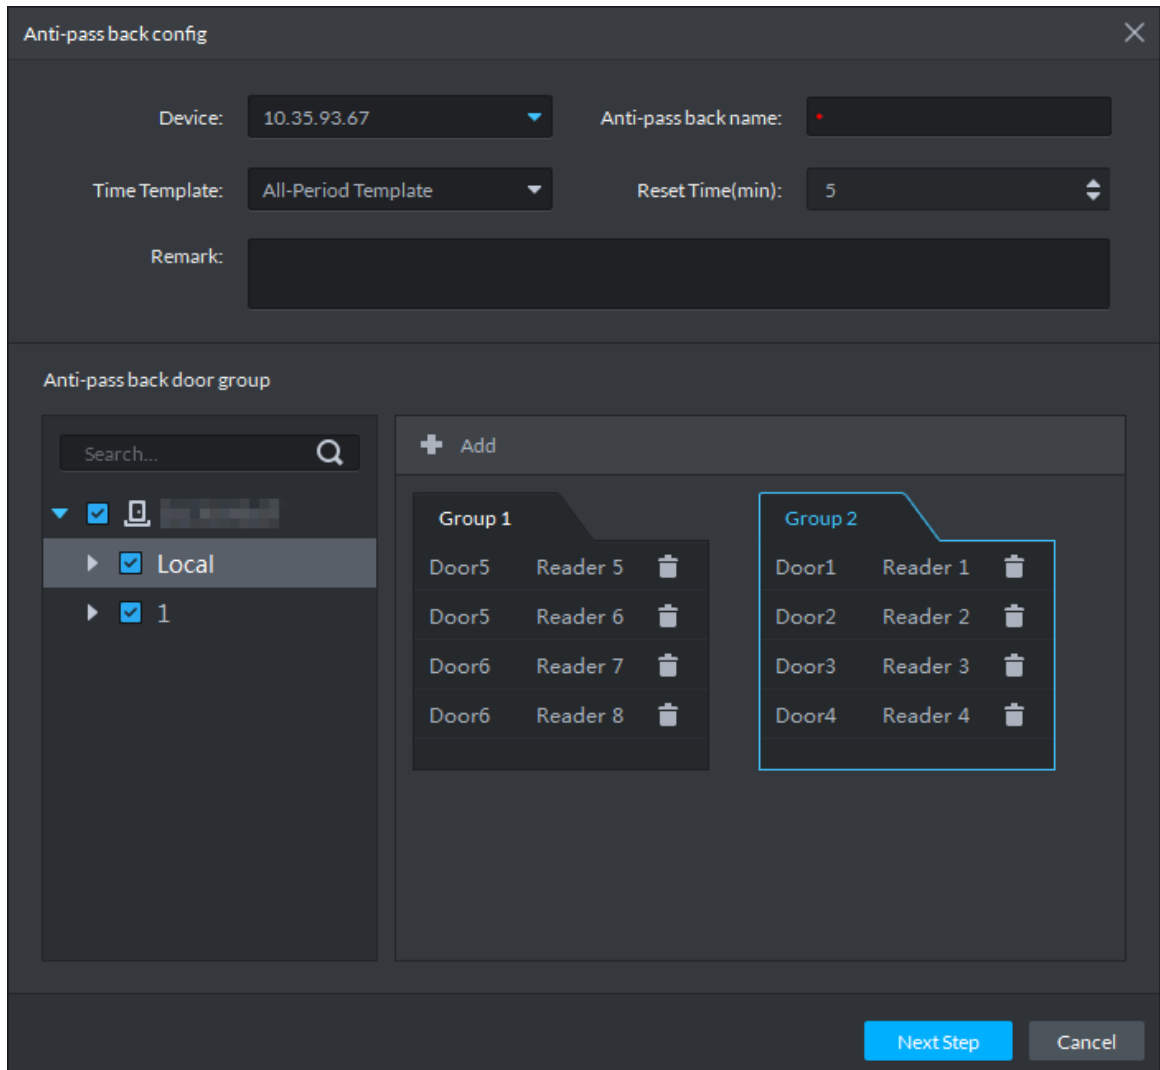 Anti-pass back config
Device: 10.35.93.67 Anti-pass back name:
Time Template: All-Period Template Reset Time(min): 5
Remark:
Anti-pass back door group
Search...
Add
Local
1
Group 1
Door5 Reader 5
Door5 Reader 6
Door6 Reader 7
Door6 Reader 8
Group 2
Door1 Reader 1
Door2 Reader 2
Door3 Reader 3
Door4 Reader 4
Next Step Cancel